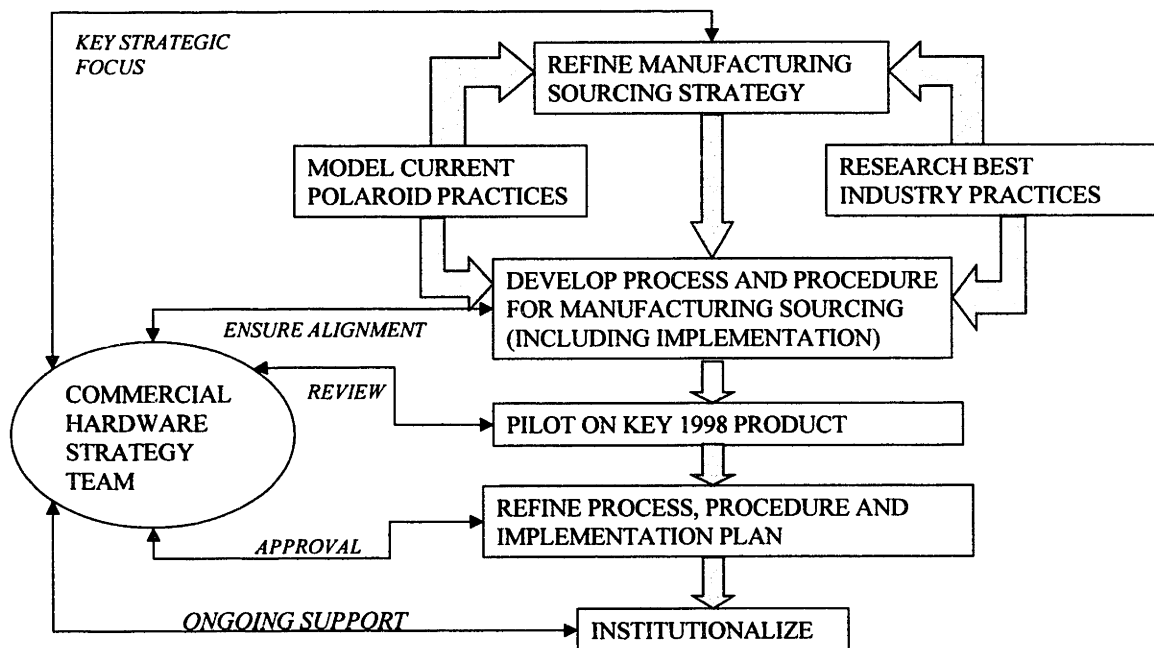 KEY STRATEGIC
FOCUS
REFINE MANUFACTURING
SOURCING STRATEGY
MODEL CURRENT
POLAROID PRACTICES
RESEARCH BEST
INDUSTRY PRACTICES
DEVELOP PROCESS AND PROCEDURE
FOR MANUFACTURING SOURCING
(INCLUDING IMPLEMENTATION)
ENSURE ALIGNMENT
COMMERCIAL
HARDWARE
STRATEGY
TEAM
REVIEW
PILOT ON KEY 1998 PRODUCT
REFINE PROCESS, PROCEDURE AND
IMPLEMENTATION PLAN
APPROVAL
ONGOING SUPPORT
INSTITUTIONALIZE